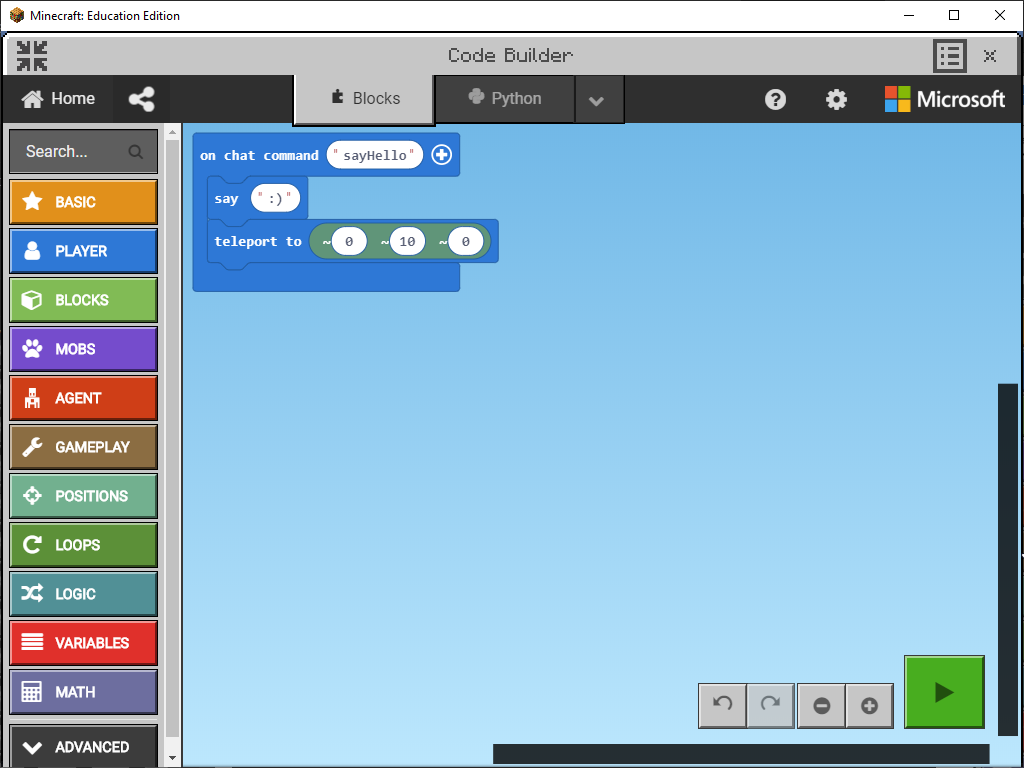 Minecraft: Education Edition
Code Builder
Home
Blocks
Python
Microsoft
Search...
BASIC
PLAYER
BLOCKS
MOBS
AGENT
GAMEPLAY
POSITIONS
LOOPS
LOGIC
VARIABLES
MATH
ADVANCED
on chat command "sayHello"
say ":)"
teleport to ~0 ~10 ~0